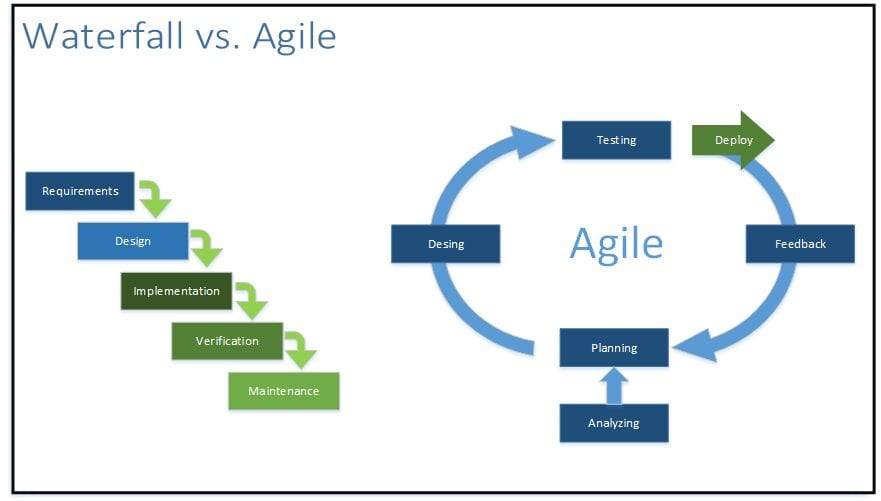 Waterfall vs. Agile
Requirements
Design
Implementation
Verification
Maintenance
Testing
Deploy
Desing
Agile
Feedback
Planning
Analyzing